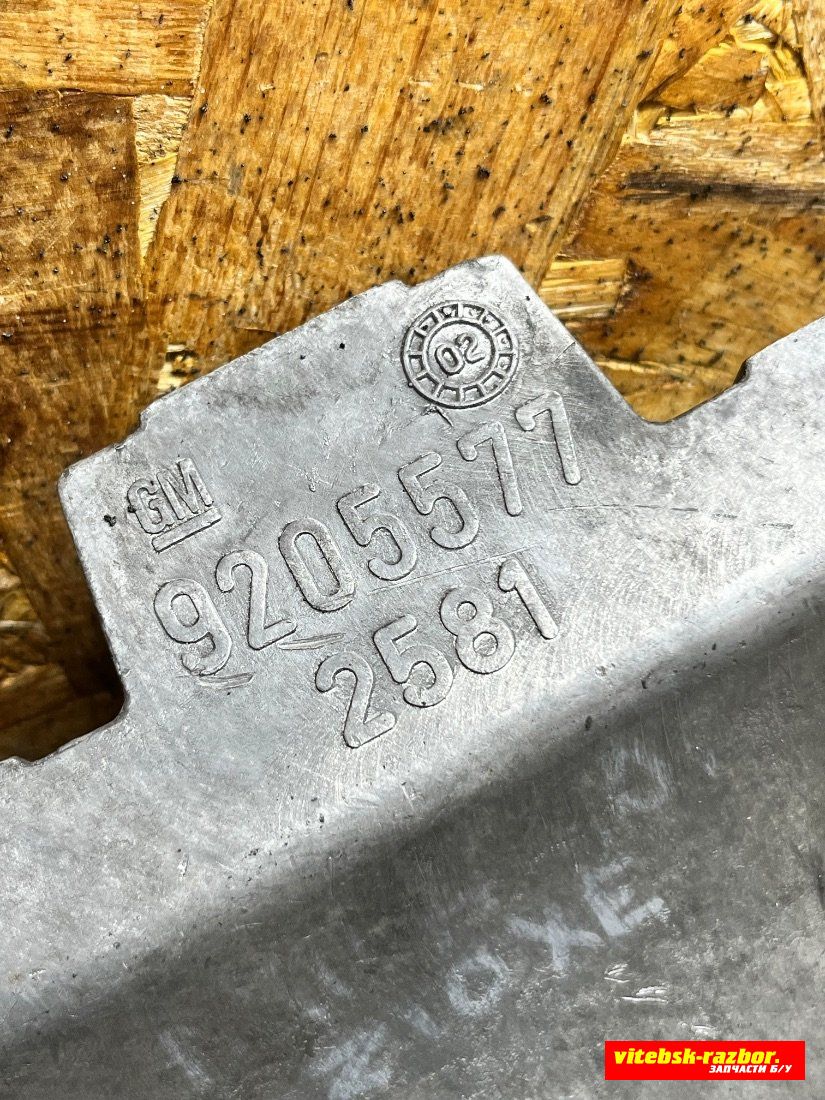 02
GM
9205577
2581
vitebsk-razbor.
ЗАПЧАСТИ Б/У